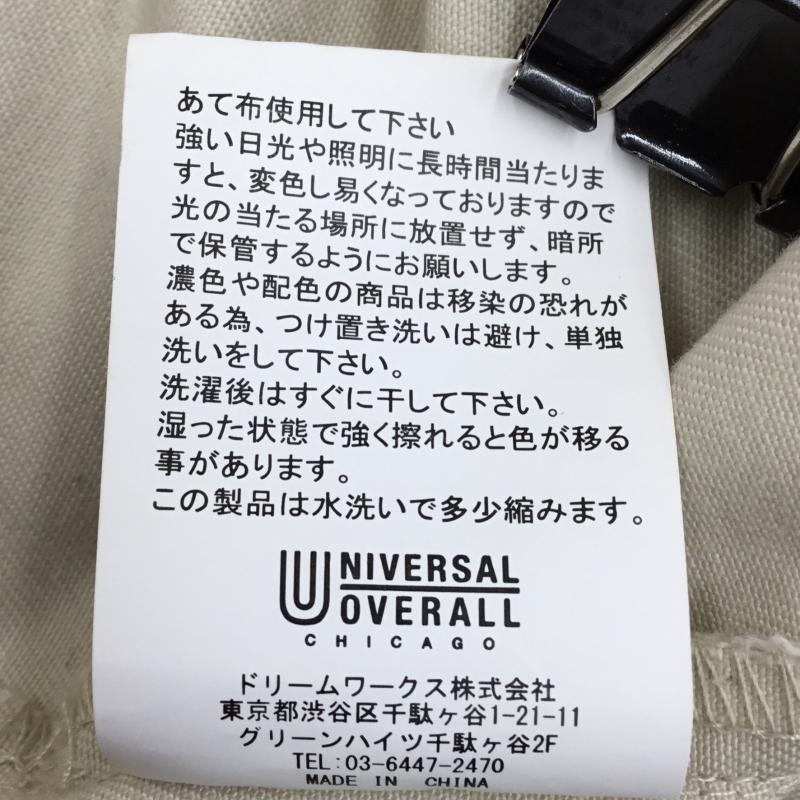 あて布使用して下さい
強い日光や照明に長時間当たりま
すと、変色し易くなっておりますので
光の当たる場所に放置せず、暗所
で保管するようにお願いします。
濃色や配色の商品は移染の恐れが
ある為、つけ置き洗いは避け、単独
洗いをして下さい。
洗濯後はすぐに干して下さい。
湿った状態で強く擦れると色が移る
事があります。
この製品は水洗いで多少縮みます。
UNIVERSAL
OVERALL
CHICAGO
ドリームワークス株式会社
東京都渋谷区千駄ヶ谷1-21-11
グリーンハイツ千駄ヶ谷2F
TEL: 03-6447-2470
MADE IN CHINA